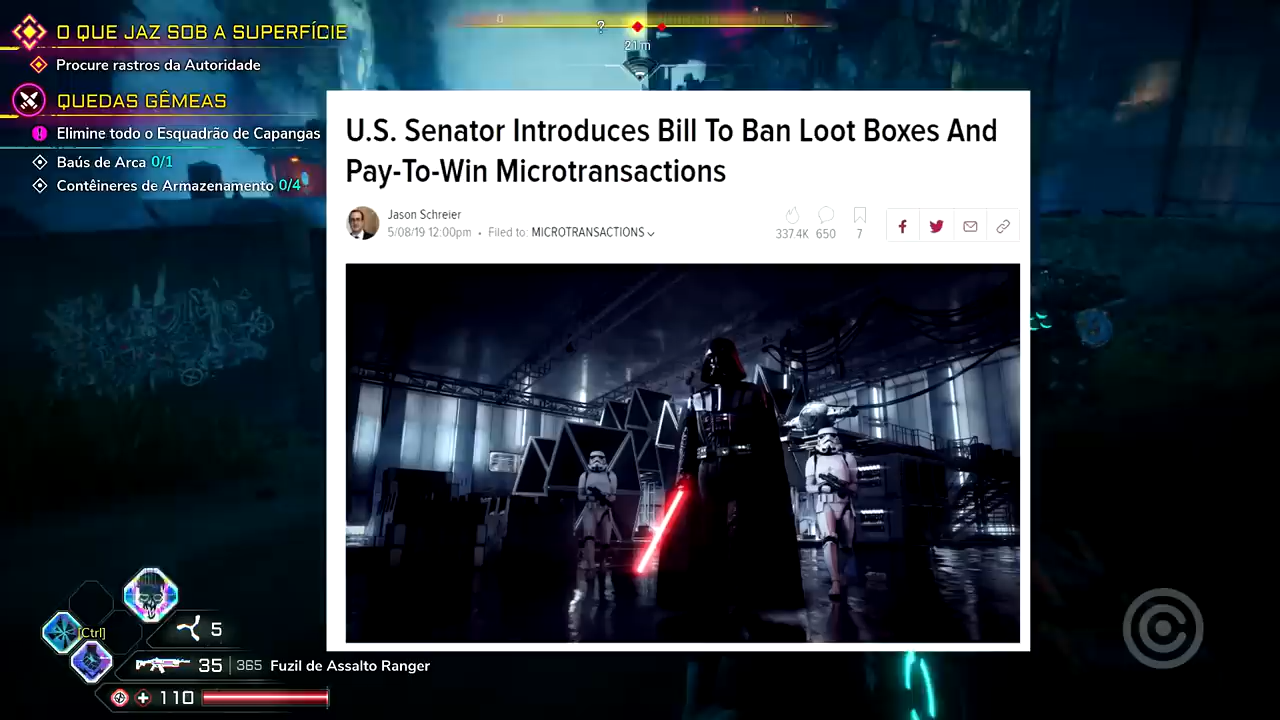 O QUE JAZ SOB A SUPERFÍCIE
Procure rastros da Autoridade
QUEDAS GÊMEAS
Elimine todo o Esquadrão de Capangas
Baús de Arca 0/1
Contêineres de Armazenamento 0/4
O
?
N
21m
U.S. Senator Introduces Bill To Ban Loot Boxes And
Pay-To-Win Microtransactions
Jason Schreier
5/08/19 12:00pm • Filed to: MICROTRANSACTIONS
337.4K 650 7
[Ctrl]
5
35 | 365 Fuzil de Assalto Ranger
110